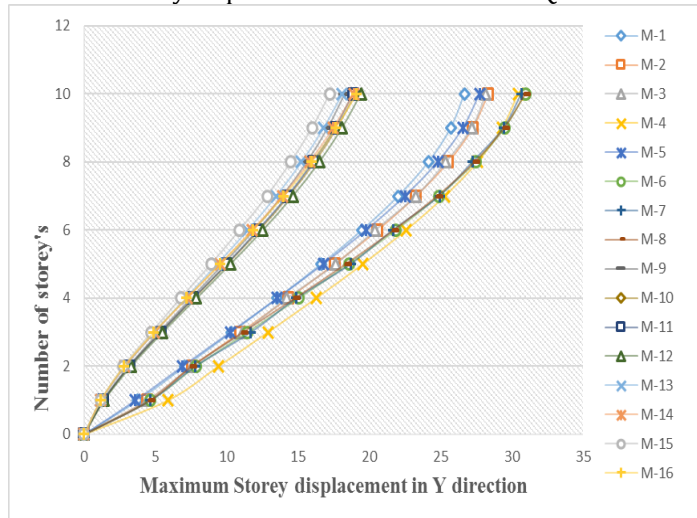 12
10
8
6
4
2
0
Number of storey's
0 5 10 15 20 25 30 35
Maximum Storey displacement in Y direction
M-1
M-2
M-3
M-4
M-5
M-6
M-7
M-8
M-9
M-10
M-11
M-12
M-13
M-14
M-15
M-16